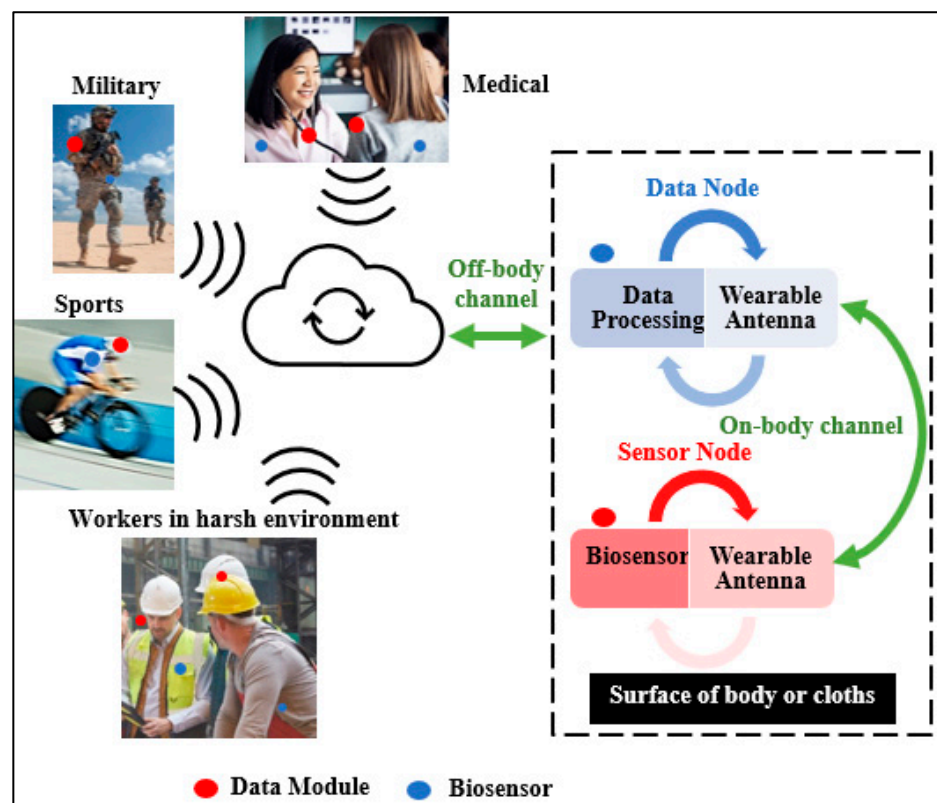 Military
Medical
Sports
Workers in harsh environment
Off-body
channel
Data Node
Data
Processing
Wearable
Antenna
On-body channel
Sensor Node
Biosensor
Wearable
Antenna
Surface of body or cloths
Data Module
Biosensor